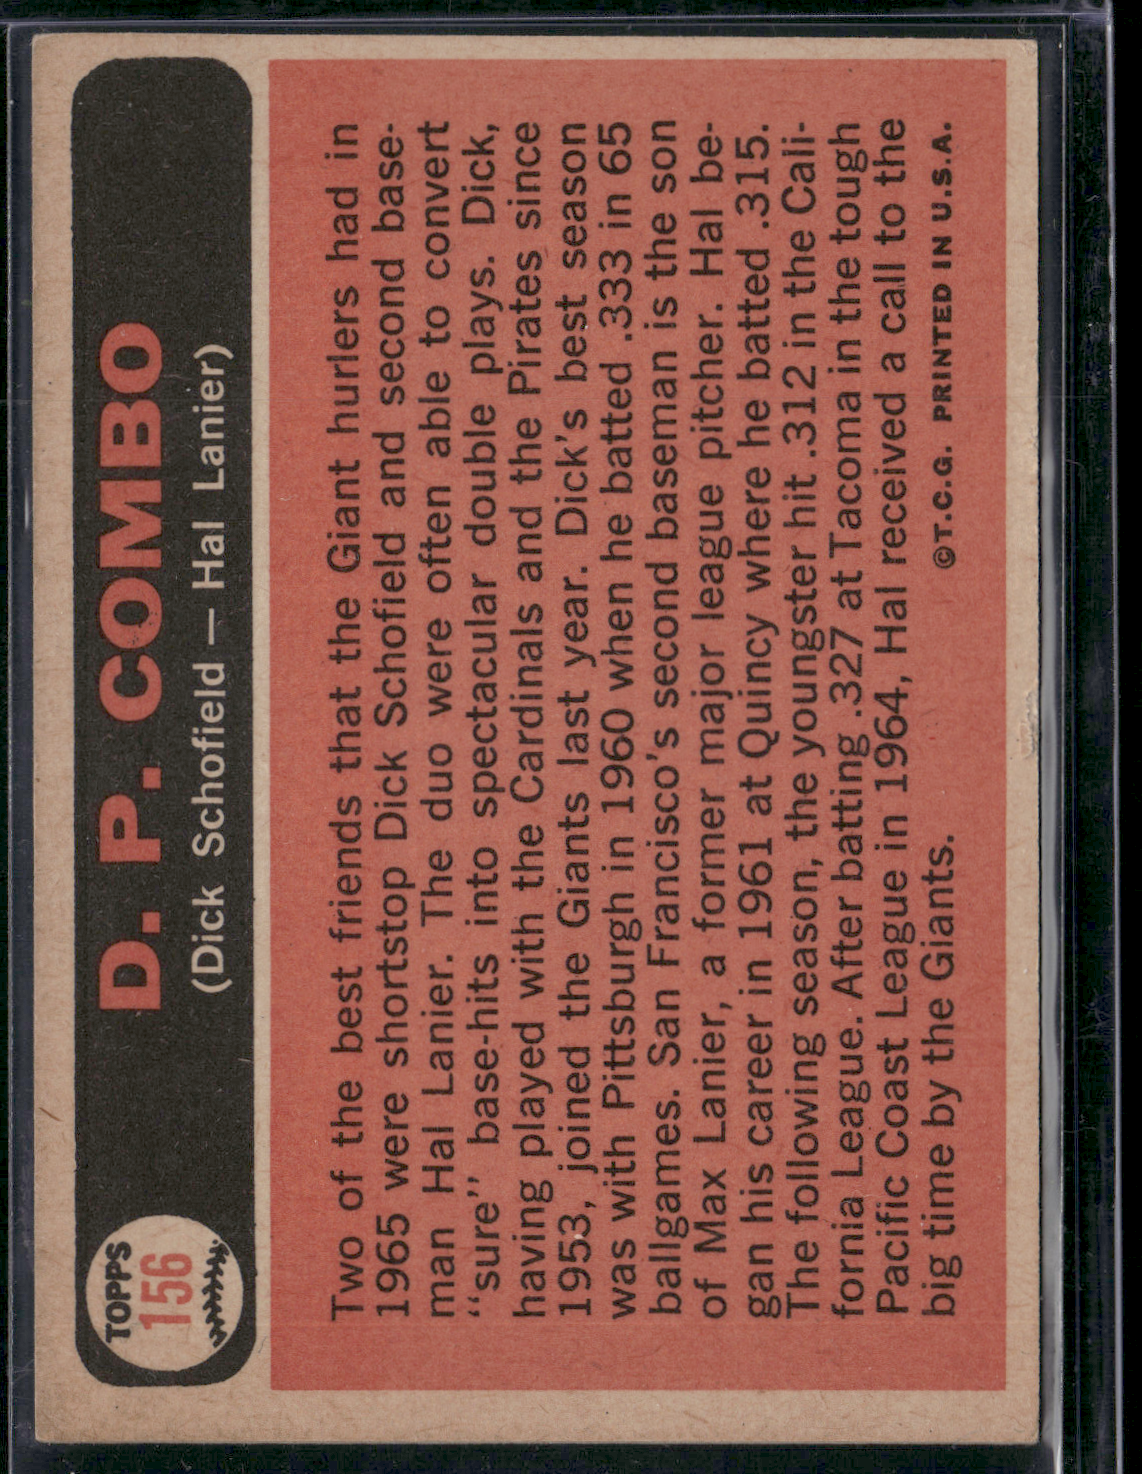 TOPPS
156
D. P. COMBO
(Dick Schofield — Hal Lanier)
Two of the best friends that the Giant hurlers had in
1965 were shortstop Dick Schofield and second base-
man Hal Lanier. The duo were often able to convert
“sure” base-hits into spectacular double plays. Dick,
having played with the Cardinals and the Pirates since
1953, joined the Giants last year. Dick's best season
was with Pittsburgh in 1960 when he batted .333 in 65
ballgames. San Francisco's second baseman is the son
of Max Lanier, a former major league pitcher. Hal be-
gan his career in 1961 at Quincy where he batted .315.
The following season, the youngster hit .312 in the Cali-
fornia League. After batting .327 at Tacoma in the tough
Pacific Coast League in 1964, Hal received a call to the
big time by the Giants.
©T.C.G. PRINTED IN U.S.A.